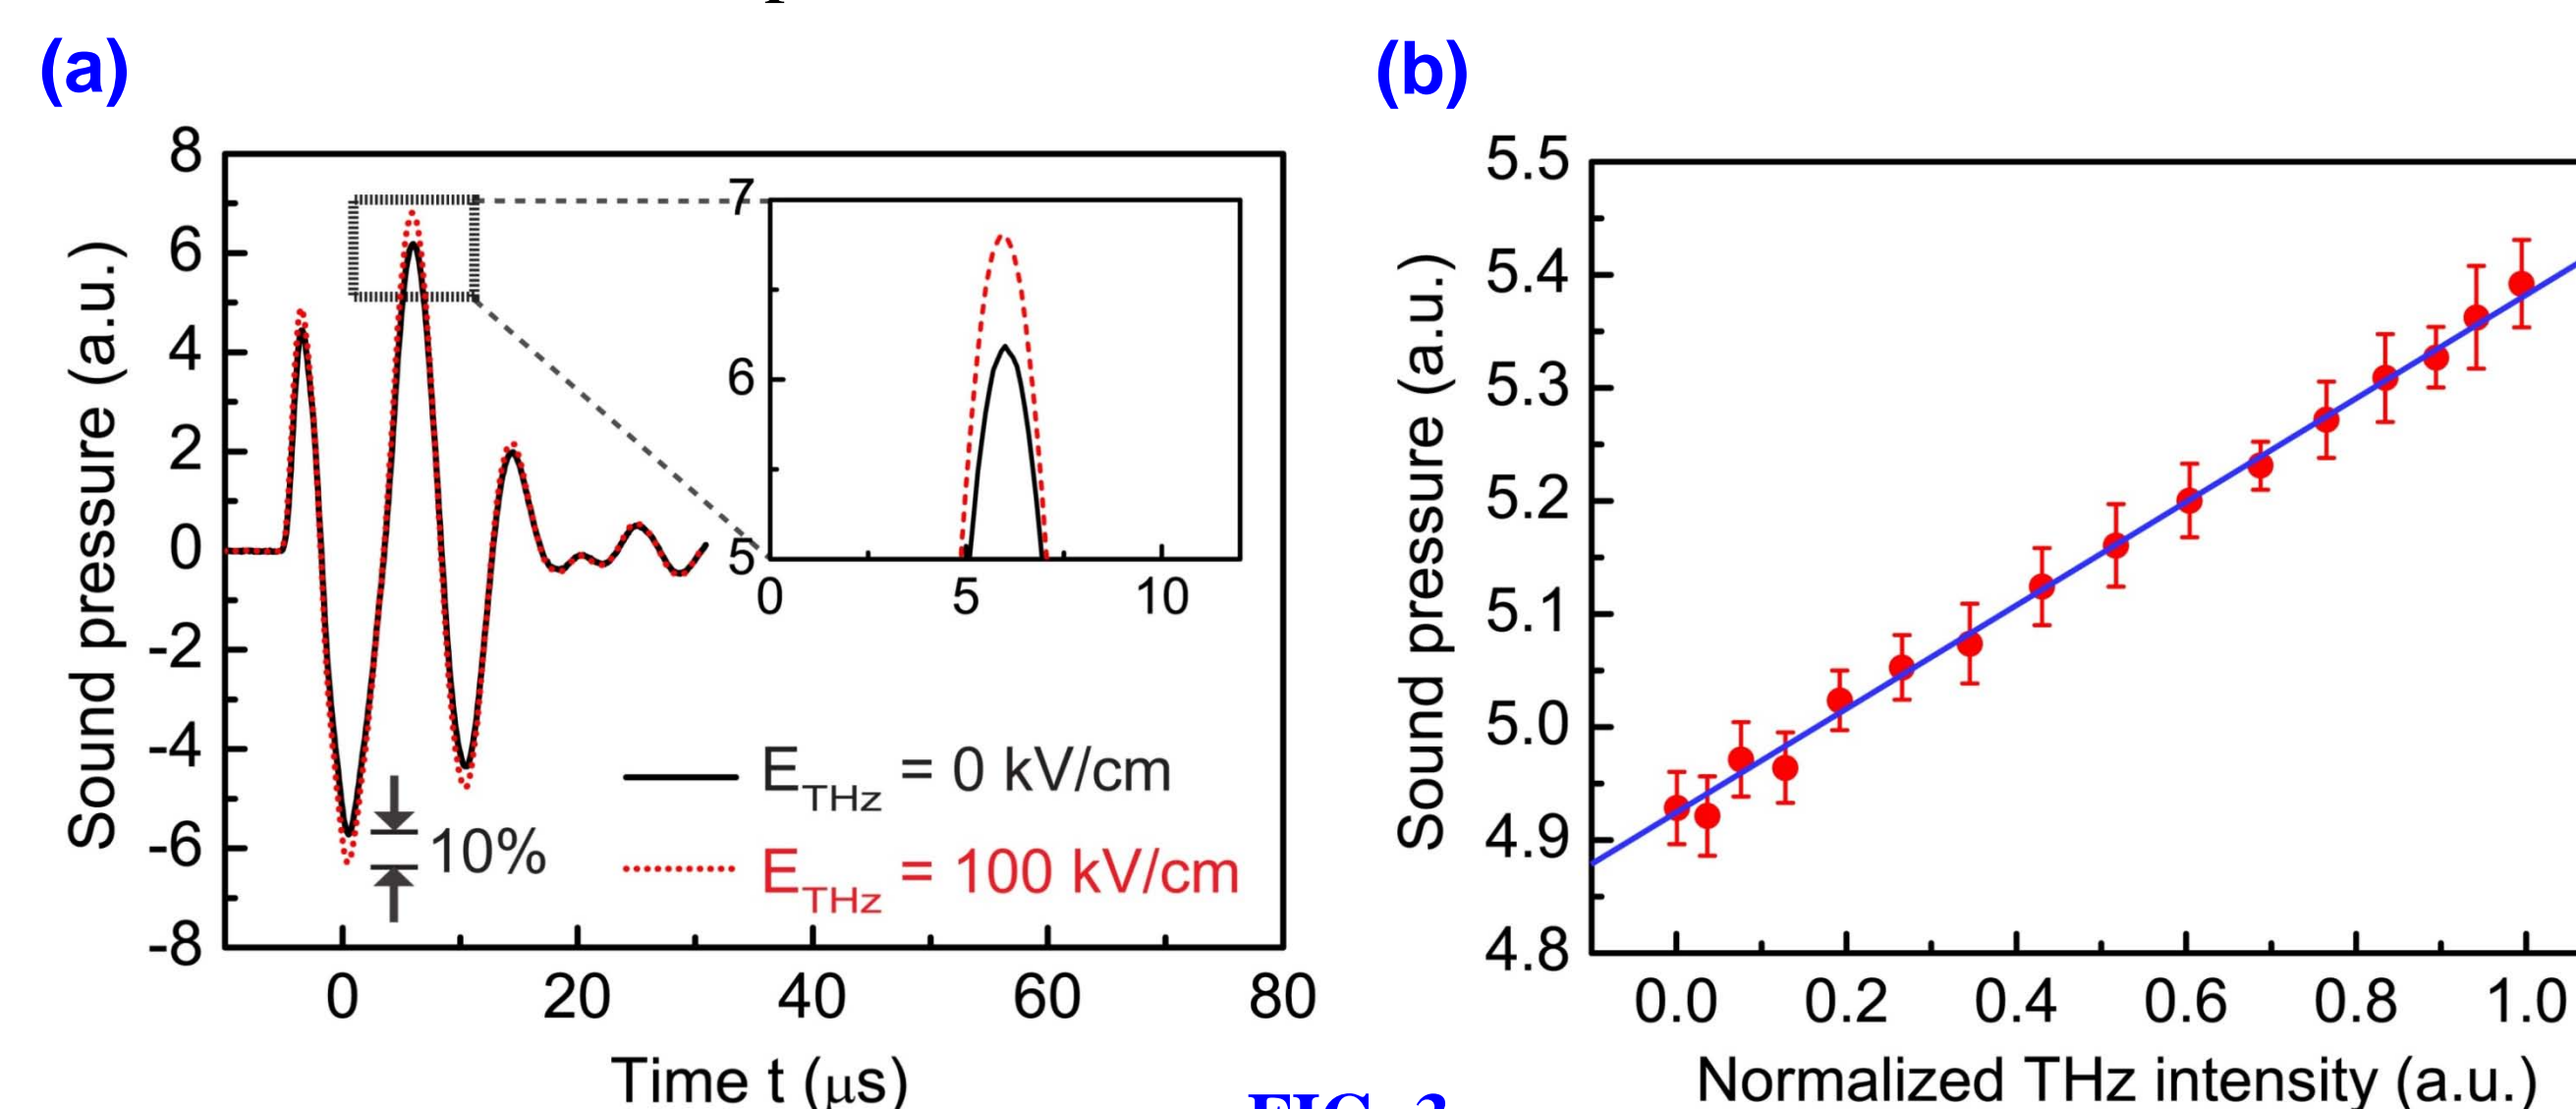 (a)
8
6
4
2
0
-2
-4
-6
-8
Sound pressure (a.u.)
7
6
5
0 5 10
10%
E_THz = 0 kV/cm
E_THz = 100 kV/cm
0 20 40 60 80
Time t (μs)
(b)
5.5
5.4
5.3
5.2
5.1
5.0
4.9
4.8
Sound pressure (a.u.)
0.0 0.2 0.4 0.6 0.8 1.0
Normalized THz intensity (a.u.)
FIG. 3